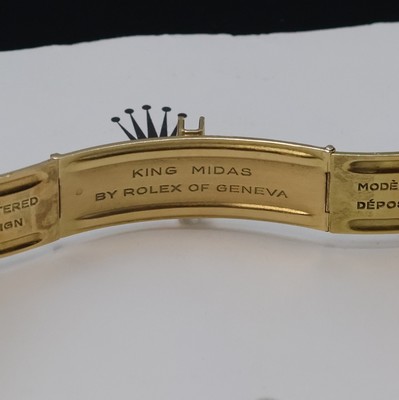 TERED
IGN
KING MIDAS
BY ROLEX OF GENEVA
MODÈ
DÉPOS